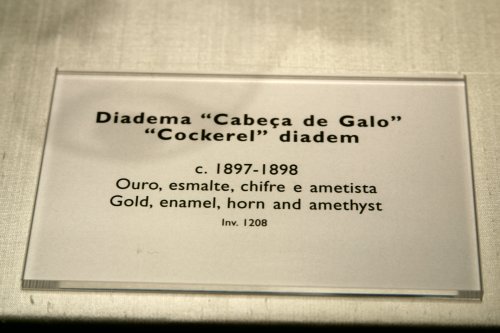 Diadema “Cabeça de Galo”
“Cockerel” diadem
c. 1897-1898
Ouro, esmalte, chifre e ametista
Gold, enamel, horn and amethyst
Inv. 1208